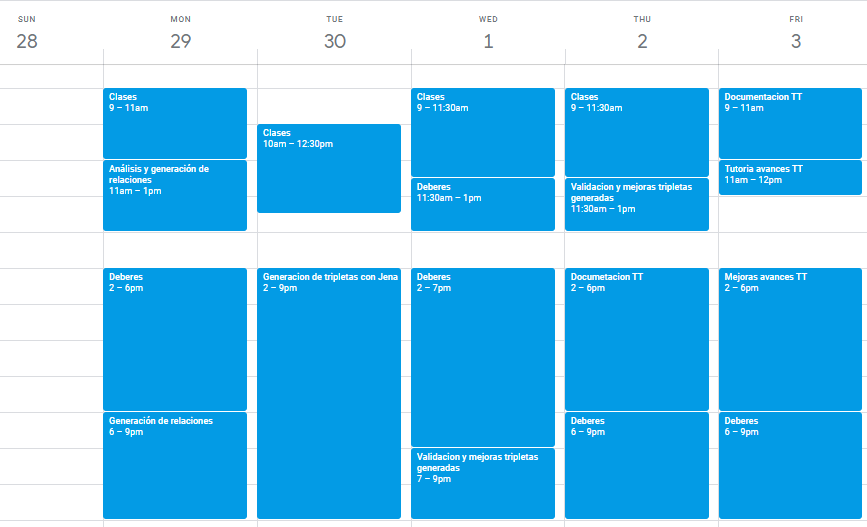 SUN
28
MON
29
TUE
30
WED
1
THU
2
FRI
3
Clases
9 – 11am
Análisis y generación de
relaciones
11am – 1pm
Deberes
2 – 6pm
Generación de relaciones
6 – 9pm
Clases
10am – 12:30pm
Generacion de tripletas con Jena
2 – 9pm
Clases
9 – 11:30am
Deberes
11:30am – 1pm
Deberes
2 – 7pm
Validacion y mejoras tripletas
generadas
7 – 9pm
Clases
9 – 11:30am
Validacion y mejoras tripletas
generadas
11:30am – 1pm
Documetacion TT
2 – 6pm
Deberes
6 – 9pm
Documentacion TT
9 – 11am
Tutoria avances TT
11am – 12pm
Mejoras avances TT
2 – 6pm
Deberes
6 – 9pm